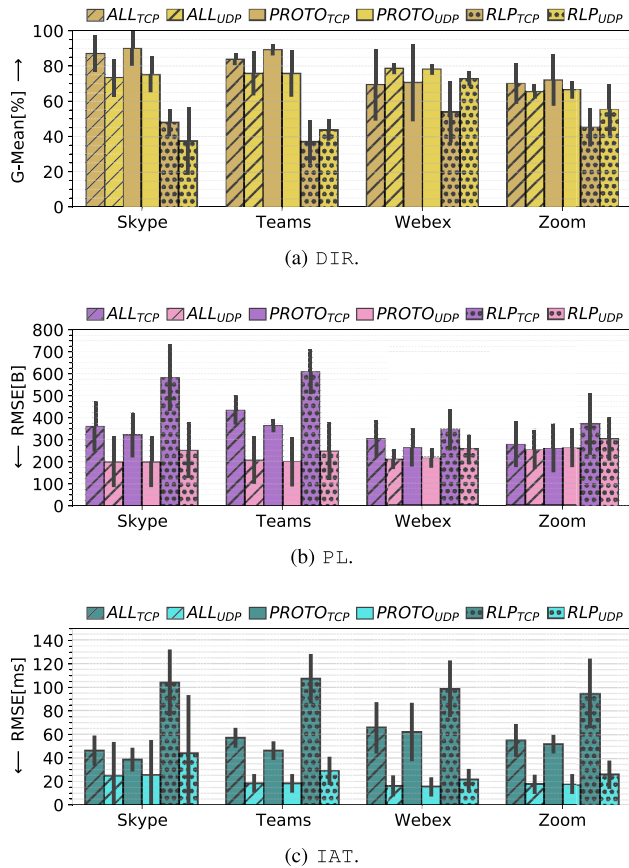 ALL_TCP ALL_UDP PROTO_TCP PROTO_UDP RLP_TCP RLP_UDP
G-Mean[%] →
100
80
60
40
20
0
Skype Teams Webex Zoom
(a) DIR.
ALL_TCP ALL_UDP PROTO_TCP PROTO_UDP RLP_TCP RLP_UDP
← RMSE[B]
800
700
600
500
400
300
200
100
0
Skype Teams Webex Zoom
(b) PL.
ALL_TCP ALL_UDP PROTO_TCP PROTO_UDP RLP_TCP RLP_UDP
← RMSE[ms]
140
120
100
80
60
40
20
0
Skype Teams Webex Zoom
(c) IAT.